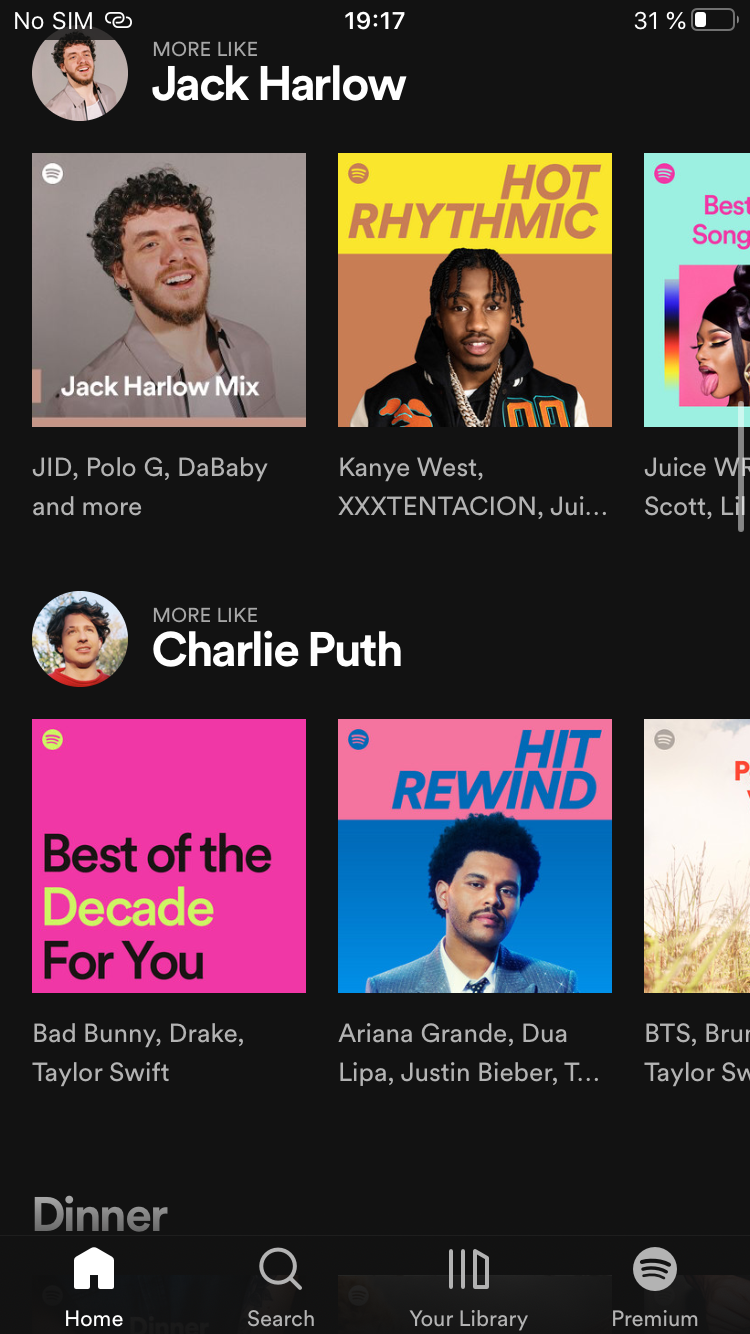 No SIM 19:17 31 %
MORE LIKE
Jack Harlow
Jack Harlow Mix
HOT
RHYTHMIC
Best
Song
JID, Polo G, DaBaby
and more
Kanye West,
XXXTENTACION, Jui...
Juice WR
Scott, Lil
MORE LIKE
Charlie Puth
Best of the
Decade
For You
HIT
REWIND
P
Bad Bunny, Drake,
Taylor Swift
Ariana Grande, Dua
Lipa, Justin Bieber, T...
BTS, Brun
Taylor Sw
Dinner
Dinner
Home
Search
Your Library
Premium